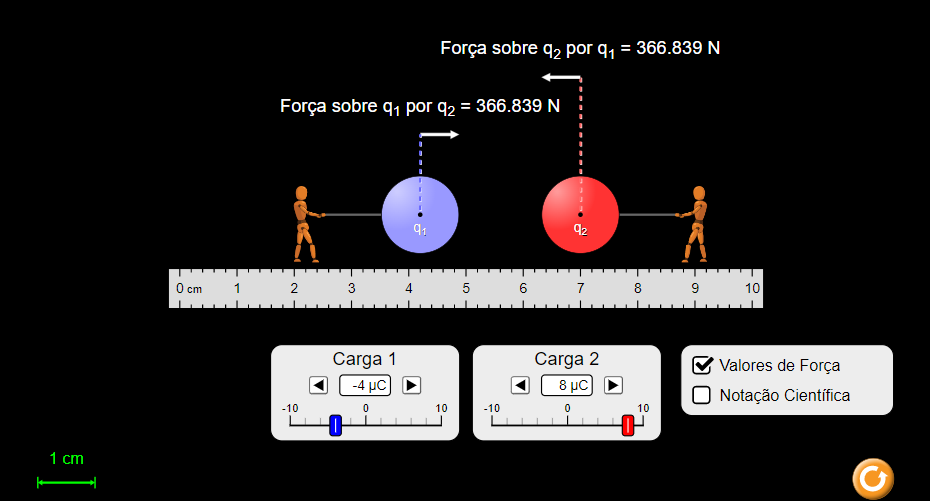 Força sobre q₂ por q₁ = 366.839 N
Força sobre q₁ por q₂ = 366.839 N
q₁
q₂
0 cm 1 2 3 4 5 6 7 8 9 10
Carga 1
-4 μC
-10 0 10
Carga 2
8 μC
-10 0 10
Valores de Força
Notação Científica
1 cm